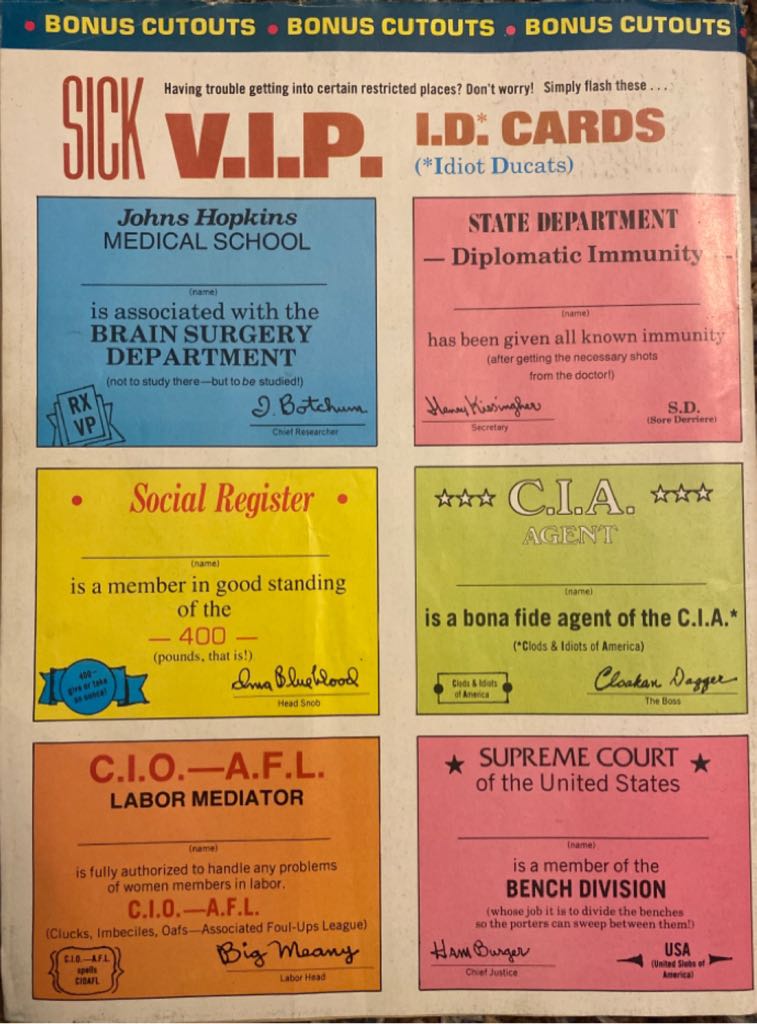 • BONUS CUTOUTS • BONUS CUTOUTS • BONUS CUTOUTS •
Having trouble getting into certain restricted places? Don't worry! Simply flash these . . .
SICK V.I.P. I.D.* CARDS
(*Idiot Ducats)
Johns Hopkins
MEDICAL SCHOOL
(name)
is associated with the
BRAIN SURGERY
DEPARTMENT
(not to study there—but to be studied!)
RX
VP
I. Botchum
Chief Researcher
STATE DEPARTMENT
— Diplomatic Immunity —
(name)
has been given all known immunity
(after getting the necessary shots
from the doctor!)
Henry Kissingher
Secretary
S.D.
(Sore Derriere)
• Social Register •
(name)
is a member in good standing
of the
— 400 —
(pounds, that is!)
400—
give or take
an ounce!
Ima Blueblood
Head Snob
☆☆☆ C.I.A. ☆☆☆
AGENT
(name)
is a bona fide agent of the C.I.A.*
(*Clods & Idiots of America)
Clods & Idiots
of America
Cloakan Dagger
The Boss
C.I.O.—A.F.L.
LABOR MEDIATOR
(name)
is fully authorized to handle any problems
of women members in labor.
C.I.O.—A.F.L.
(Clucks, Imbeciles, Oafs—Associated Foul-Ups League)
C.I.O.—A.F.L.
spells
CIOAFL
Big Meany
Labor Head
★ SUPREME COURT ★
of the United States
(name)
is a member of the
BENCH DIVISION
(whose job it is to divide the benches
so the porters can sweep between them!)
Ham Burger
Chief Justice
USA
(United Slobs of
America)